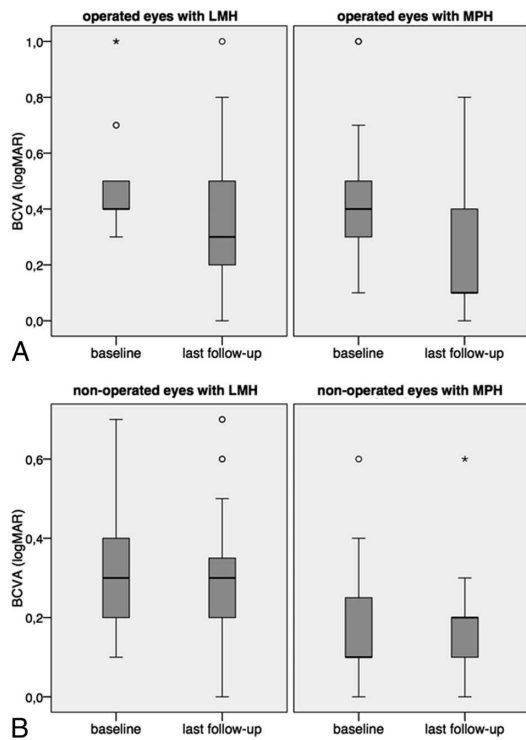 operated eyes with LMH
operated eyes with MPH
1,0
0,8
0,6
0,4
0,2
0,0
BCVA (logMAR)
baseline
last follow-up
baseline
last follow-up
A
non-operated eyes with LMH
non-operated eyes with MPH
0,6
0,4
0,2
0,0
BCVA (logMAR)
baseline
last follow-up
baseline
last follow-up
B